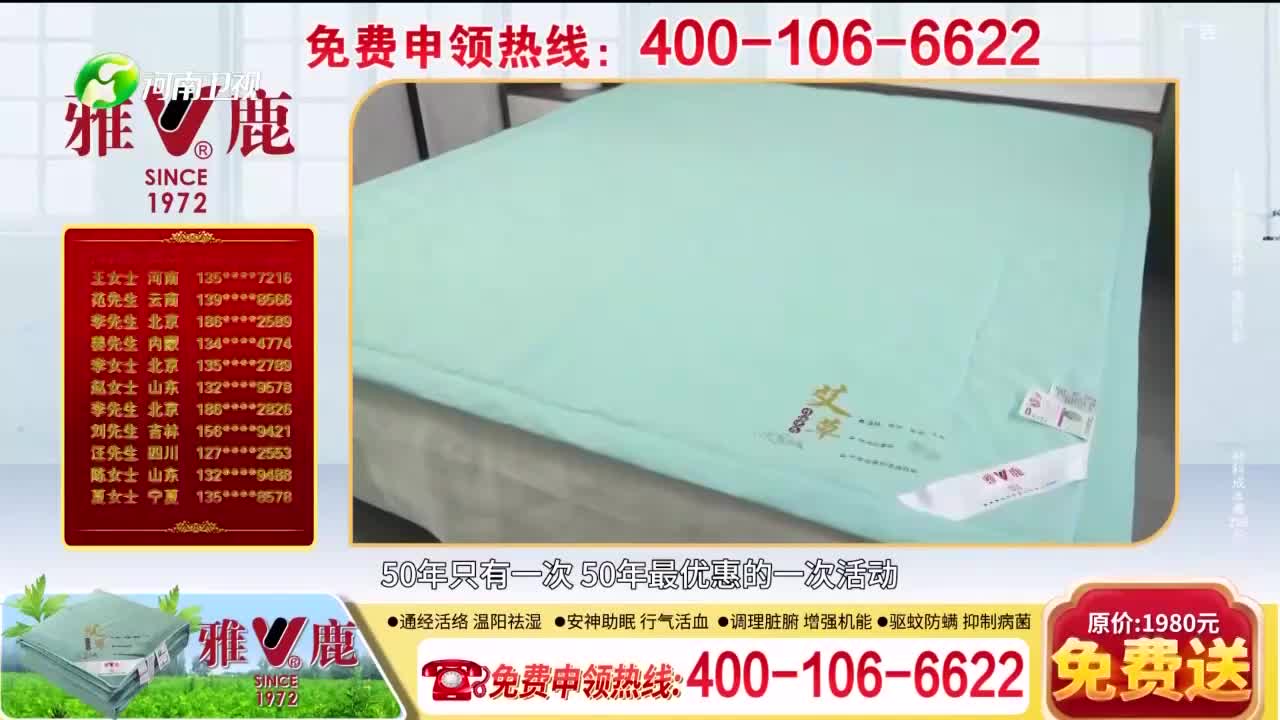 免费申领热线：400-106-6622
广告
河南卫视
雅鹿
®
SINCE
1972
王女士 河南 135****7216
范先生 云南 139****8566
李先生 北京 186****2589
姜先生 内蒙 134****4774
李女士 北京 135****2789
赵女士 山东 132****9578
李先生 北京 186****2826
刘先生 吉林 156****9421
汪先生 四川 127****2553
陈女士 山东 132****9488
夏女士 宁夏 135****8578
艾草
雅鹿
50年只有一次 50年最优惠的一次活动
艾草
雅鹿
®
SINCE
1972
●通经活络 温阳祛湿 ●安神助眠 行气活血 ●调理脏腑 增强机能 ●驱蚊防螨 抑制病菌
免费申领热线:400-106-6622
原价:1980元
免费送